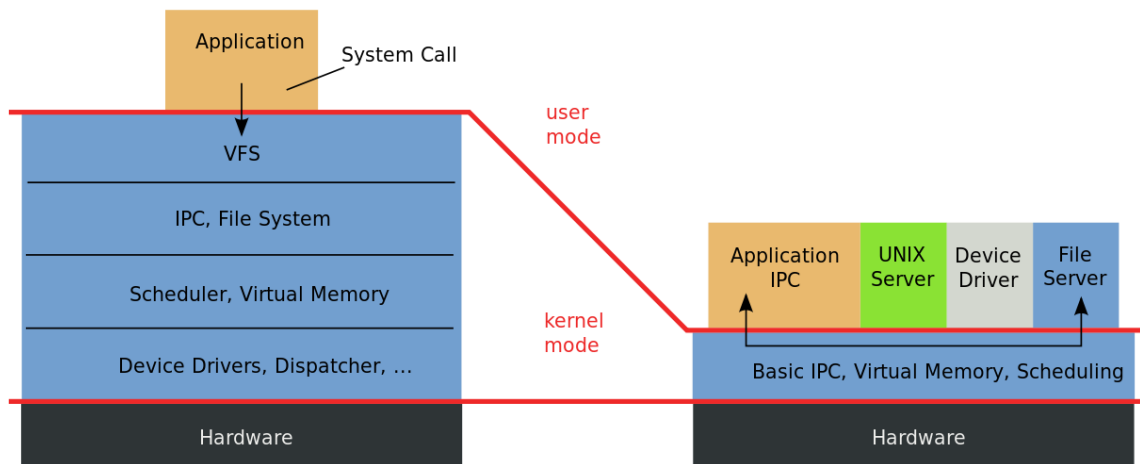 Application
System Call
VFS
IPC, File System
Scheduler, Virtual Memory
Device Drivers, Dispatcher, ...
Hardware
user
mode
kernel
mode
Application
IPC
UNIX
Server
Device
Driver
File
Server
Basic IPC, Virtual Memory, Scheduling
Hardware